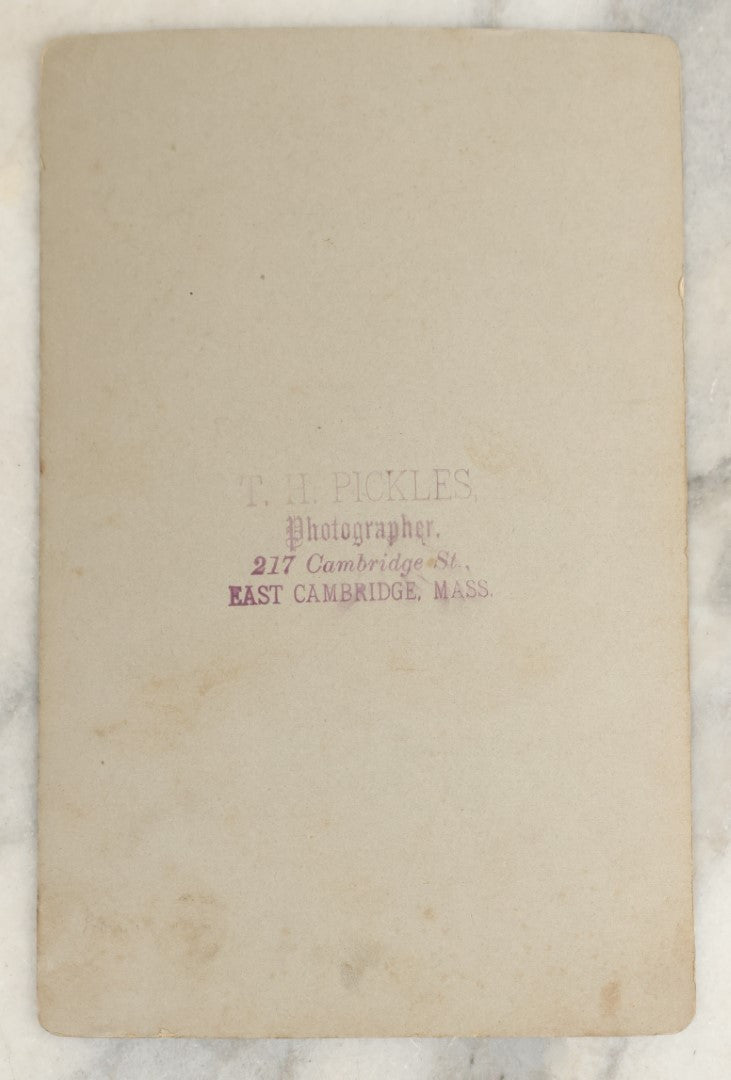 T. H. PICKLES,
Photographer.
217 Cambridge St.,
EAST CAMBRIDGE, MASS.